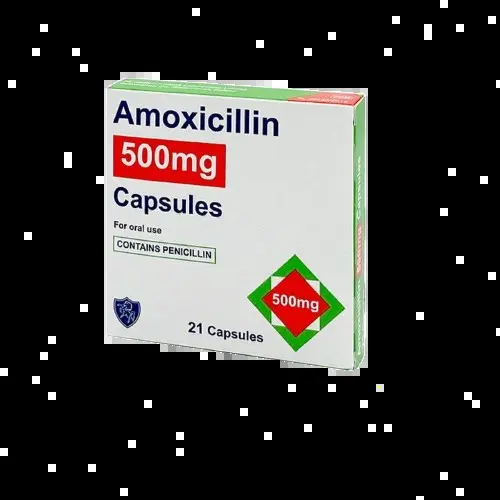 Amoxicillin
500mg
Capsules
For oral use
CONTAINS PENICILLIN
500mg
21 Capsules